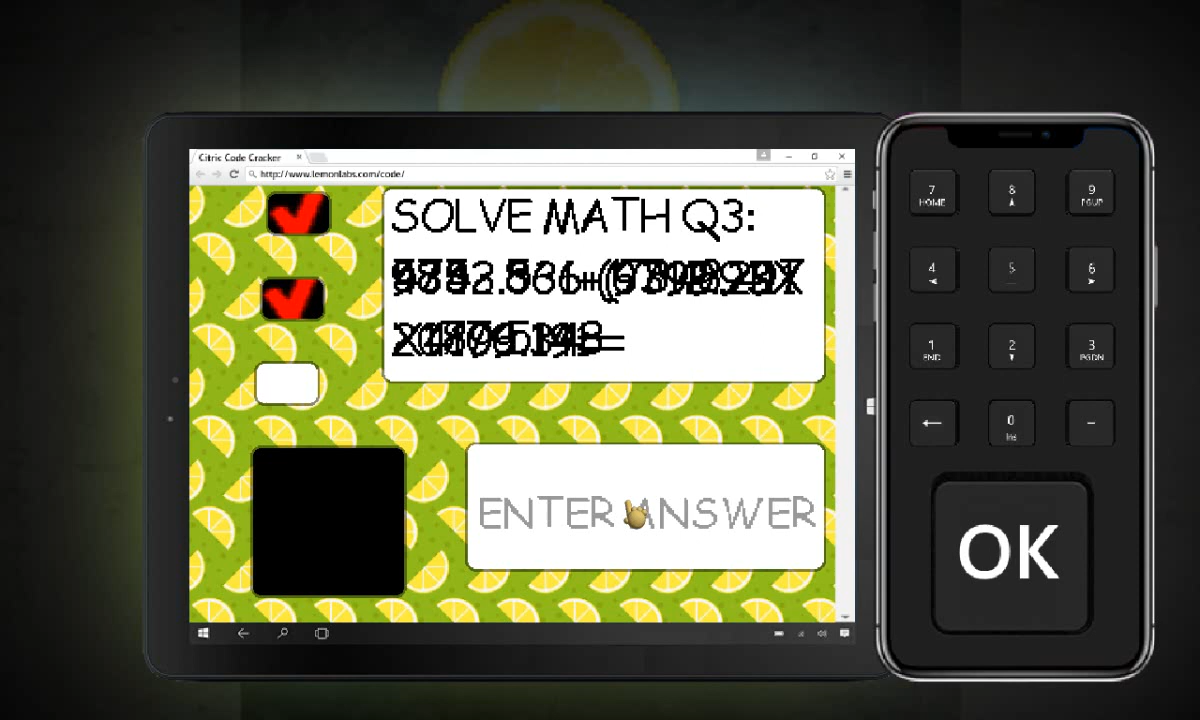 Citric Code Cracker
http://www.lemonlabs.com/code/
SOLVE MATH Q3:
ENTER ANSWER
7
HOME
8
9
PGUP
4
5
6
1
END
2
3
PGDN
0
Ins
-
OK